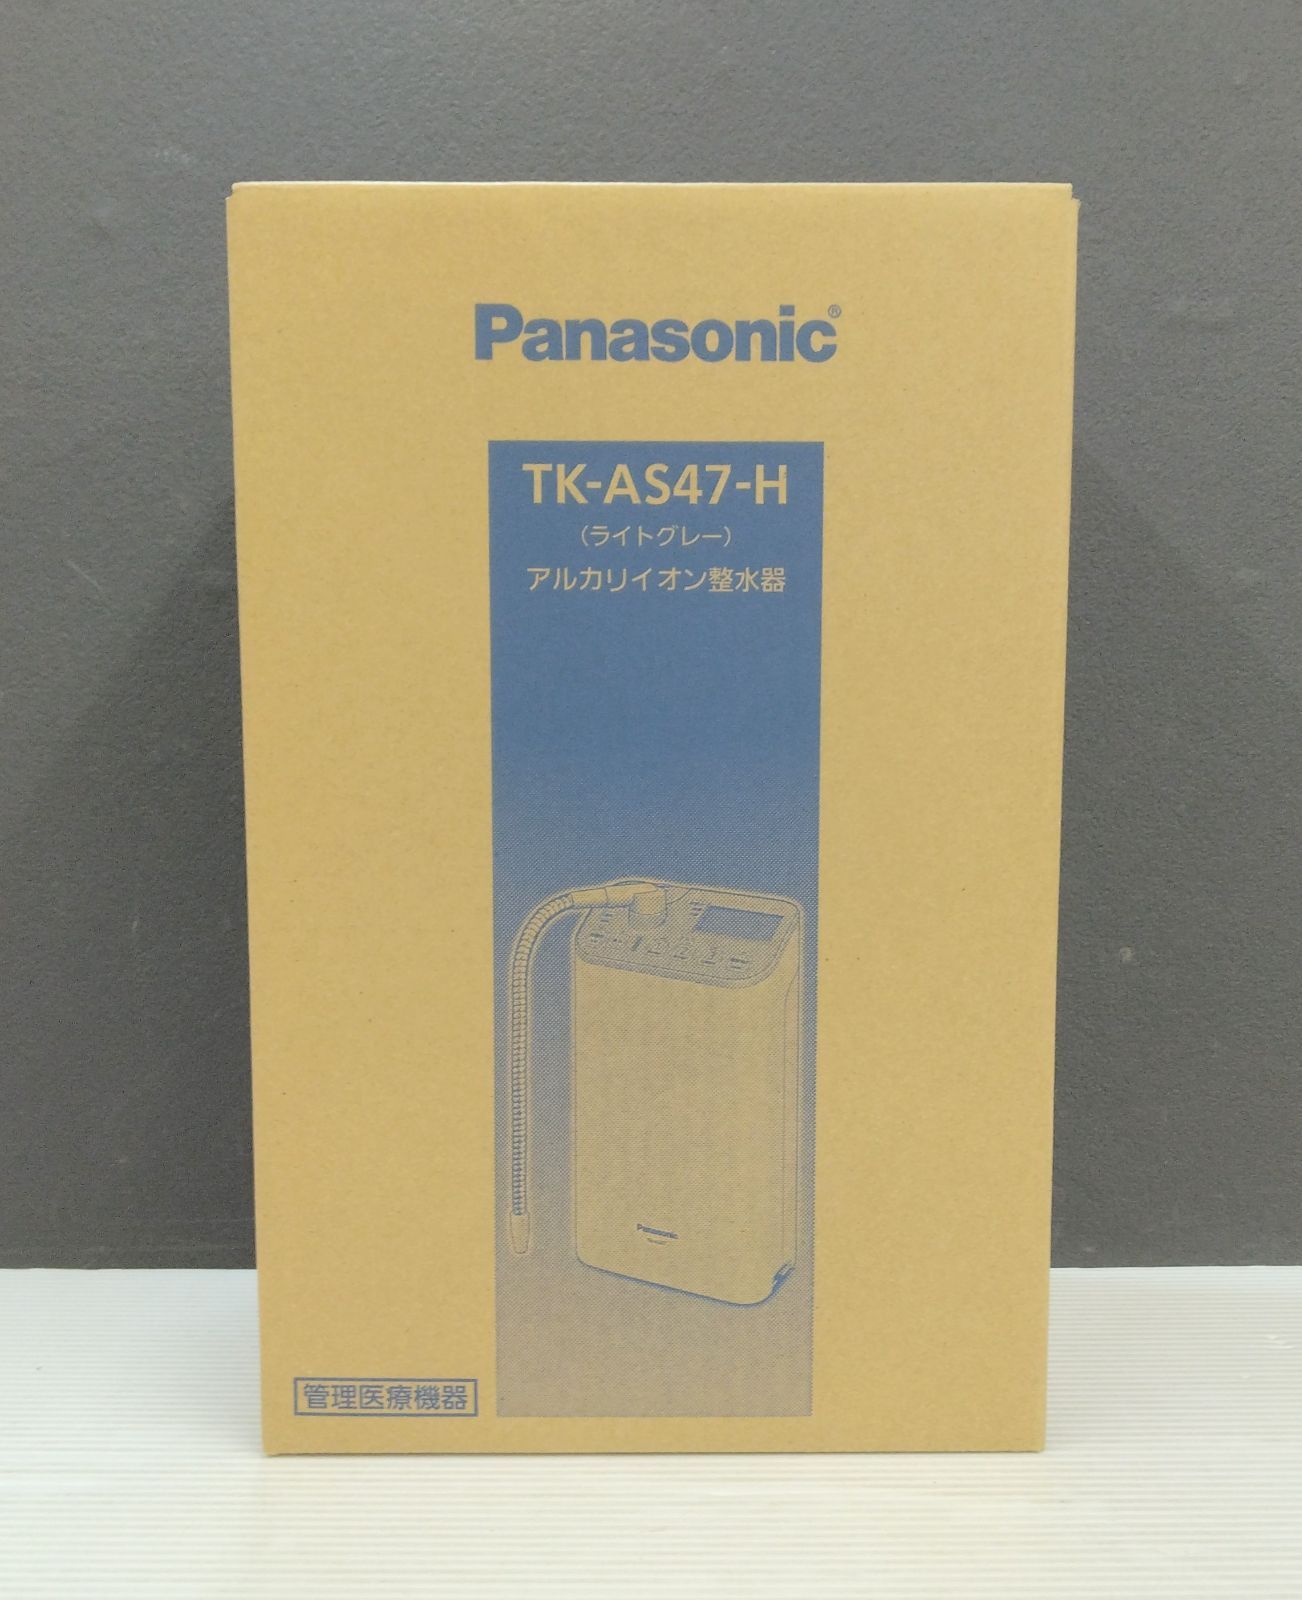 Panasonic®
TK-AS47-H
（ライトグレー）
アルカリイオン整水器
Panasonic
管理医療機器